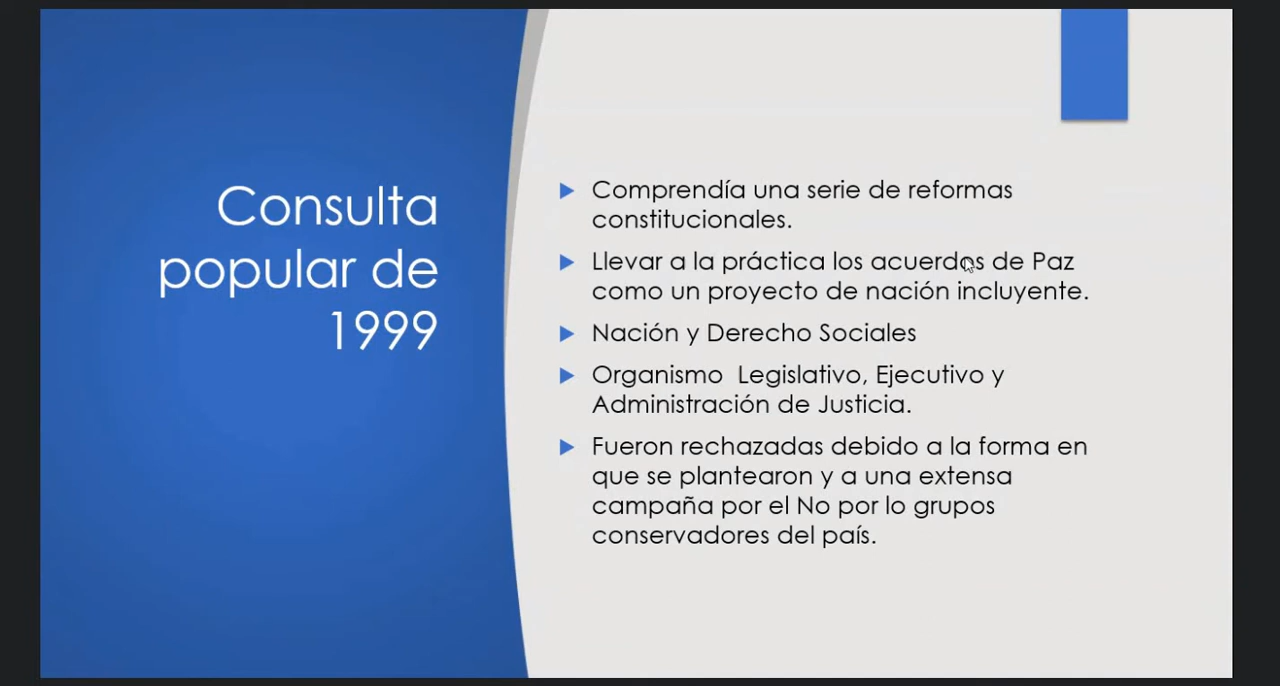 Consulta
popular de
1999
Comprendía una serie de reformas
constitucionales.
Llevar a la práctica los acuerdos de Paz
como un proyecto de nación incluyente.
Nación y Derecho Sociales
Organismo  Legislativo, Ejecutivo y
Administración de Justicia.
Fueron rechazadas debido a la forma en
que se plantearon y a una extensa
campaña por el No por lo grupos
conservadores del país.